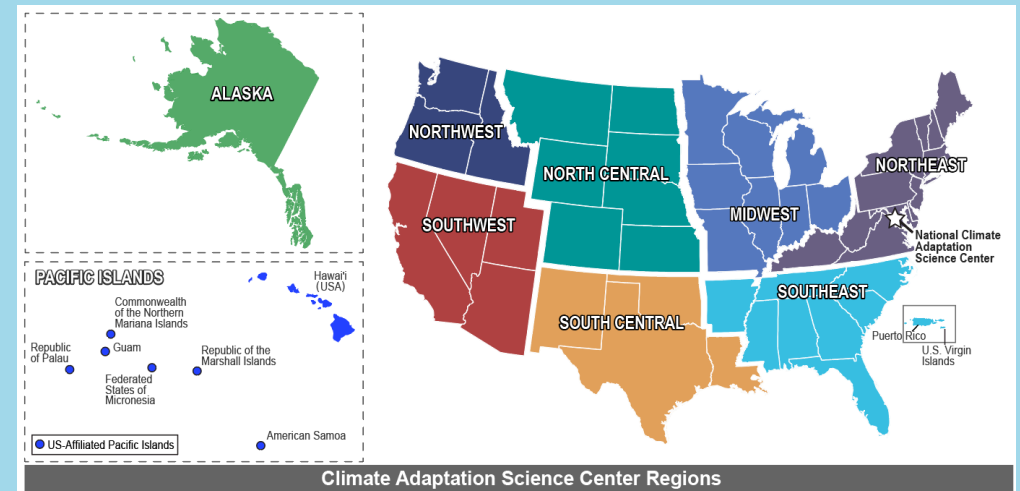 ALASKA
PACIFIC ISLANDS
Hawai'i
(USA)
Commonwealth
of the Northern
Mariana Islands
Guam
Republic
of Palau
Federated
States of
Micronesia
Republic of the
Marshall Islands
American Samoa
US-Affiliated Pacific Islands
NORTHWEST
NORTH CENTRAL
SOUTHWEST
MIDWEST
NORTHEAST
National Climate
Adaptation
Science Center
SOUTH CENTRAL
SOUTHEAST
Puerto Rico
U.S. Virgin
Islands
Climate Adaptation Science Center Regions